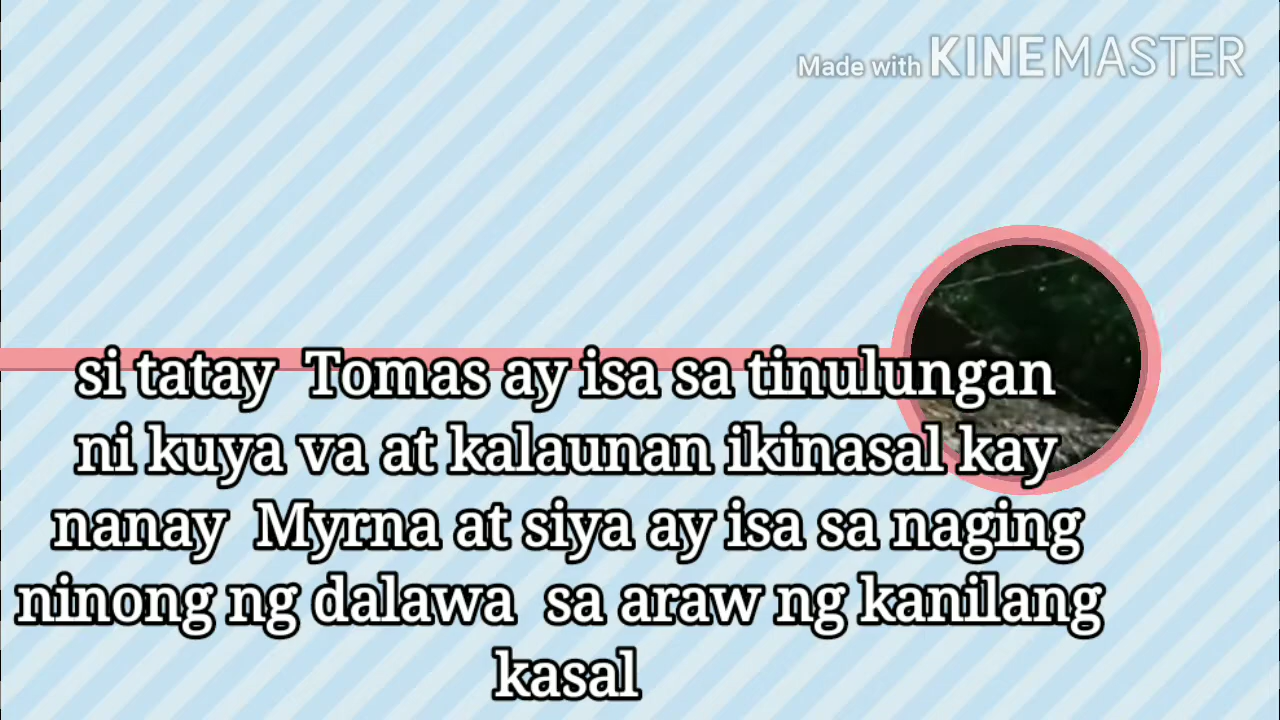 Made with KINEMASTER
si tatay Tomas ay isa sa tinulungan
ni kuya va at kalaunan ikinasal kay
nanay Myrna at siya ay isa sa naging
ninong ng dalawa sa araw ng kanilang
kasal